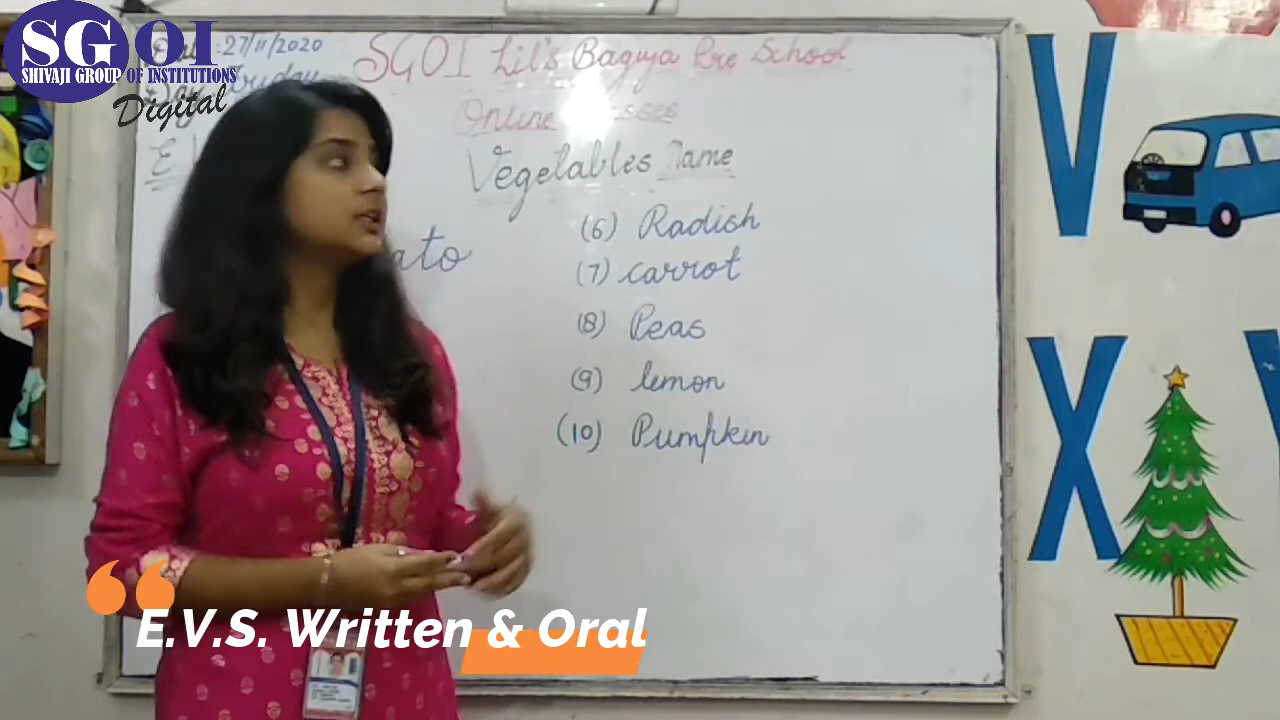 SGOI
SHIVAJI GROUP OF INSTITUTIONS
Digital
27/11/2020
SGOI Lil's Bagiya Pre School
Online
Vegetables Name
ato
(6) Radish
(7) carrot
(8) Peas
(9) lemon
(10) Pumpkin
V
X
E.V.S. Written & Oral